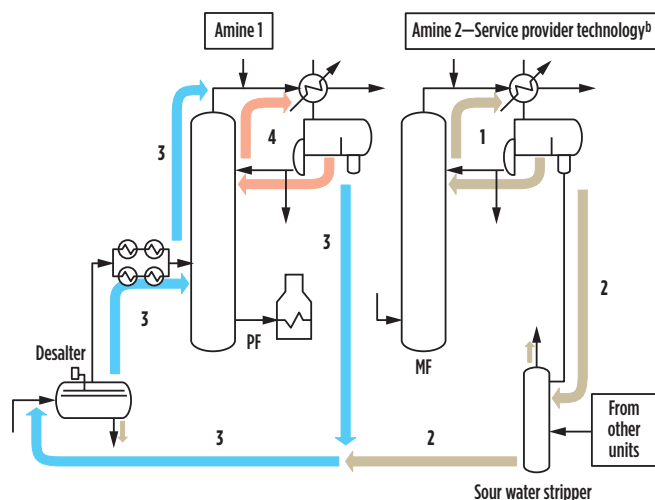 Amine 1
Amine 2—Service provider technologyᵇ
3
4
1
3
2
3
PF
MF
Desalter
From
other
units
3
2
Sour water stripper